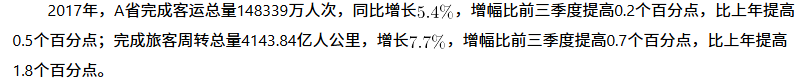 2017年，A省完成客运总量148339万人次，同比增长5.4%，增幅比前三季度提高0.2个百分点，比上年提高
0.5个百分点；完成旅客周转总量4143.84亿人公里，增长7.7%，增幅比前三季度提高0.7个百分点，比上年提高
1.8个百分点。